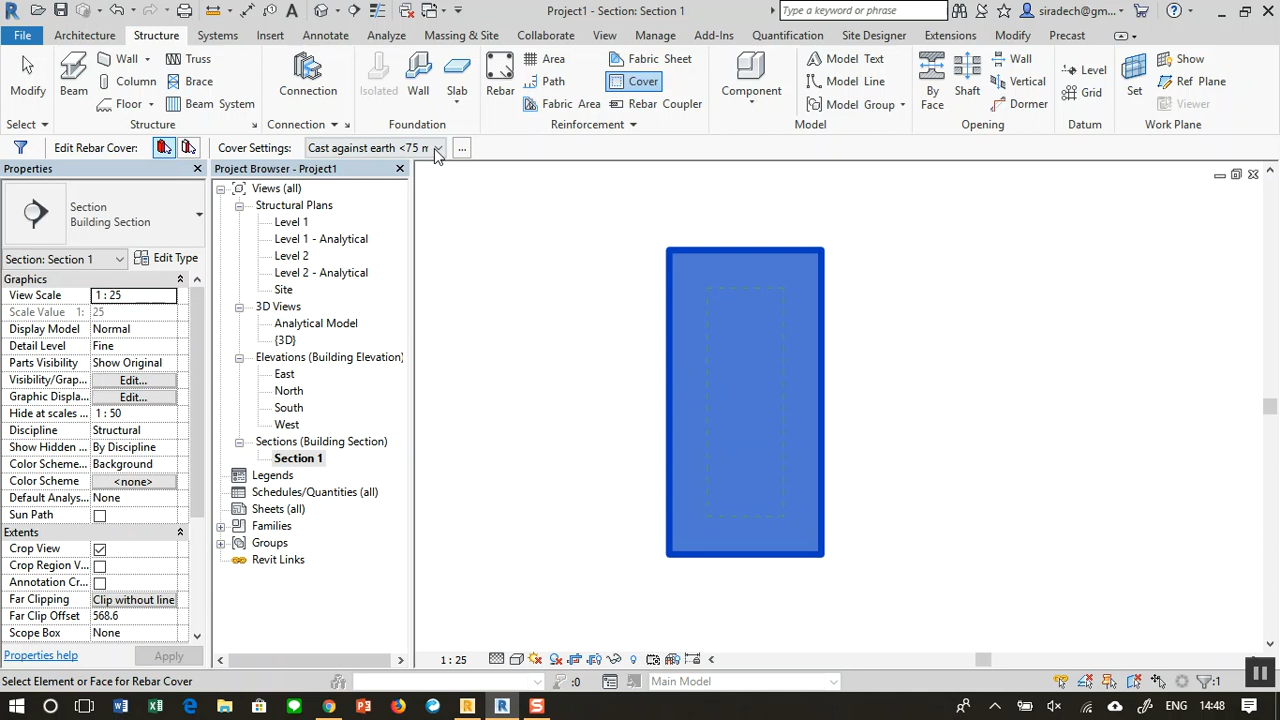 Project1 - Section: Section 1
Type a keyword or phrase
siradech@gm...
File
Architecture
Structure
Systems
Insert
Annotate
Analyze
Massing & Site
Collaborate
View
Manage
Add-Ins
Quantification
Site Designer
Extensions
Modify
Precast
Modify
Select
Beam
Wall
Column
Floor
Truss
Brace
Beam System
Structure
Connection
Connection
Isolated
Wall
Slab
Foundation
Rebar
Area
Path
Fabric Area
Fabric Sheet
Cover
Rebar Coupler
Reinforcement
Component
Model Text
Model Line
Model Group
Model
By
Face
Shaft
Wall
Vertical
Dormer
Opening
Level
Grid
Datum
Set
Show
Ref Plane
Viewer
Work Plane
Edit Rebar Cover:
Cover Settings:
Cast against earth <75 m
...
Properties
Section
Building Section
Section: Section 1
Edit Type
Graphics
View Scale
1 : 25
Scale Value 1:
25
Display Model
Normal
Detail Level
Fine
Parts Visibility
Show Original
Visibility/Grap...
Edit...
Graphic Displa...
Edit...
Hide at scales ...
1 : 50
Discipline
Structural
Show Hidden ...
By Discipline
Color Scheme...
Background
Color Scheme
<none>
Default Analys...
None
Sun Path
Extents
Crop View
Crop Region V...
Annotation Cr...
Far Clipping
Clip without line
Far Clip Offset
568.6
Scope Box
None
Properties help
Apply
Project Browser - Project1
Views (all)
Structural Plans
Level 1
Level 1 - Analytical
Level 2
Level 2 - Analytical
Site
3D Views
Analytical Model
{3D}
Elevations (Building Elevation)
East
North
South
West
Sections (Building Section)
Section 1
Legends
Schedules/Quantities (all)
Sheets (all)
Families
Groups
Revit Links
1 : 25
Select Element or Face for Rebar Cover
:0
Main Model
:1
ENG
14:48